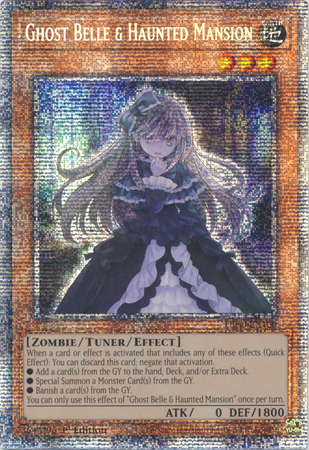 GHOST BELLE & HAUNTED MANSION 地
[ZOMBIE/TUNER/EFFECT]
When a card or effect is activated that includes any of these effects (Quick
Effect): You can discard this card; negate that activation.
● Add a card(s) from the GY to the hand, Deck, and/or Extra Deck.
● Special Summon a Monster Card(s) from the GY.
● Banish a card(s) from the GY.
You can only use this effect of "Ghost Belle & Haunted Mansion" once per turn.
ATK/ 0 DEF/1800
Edition